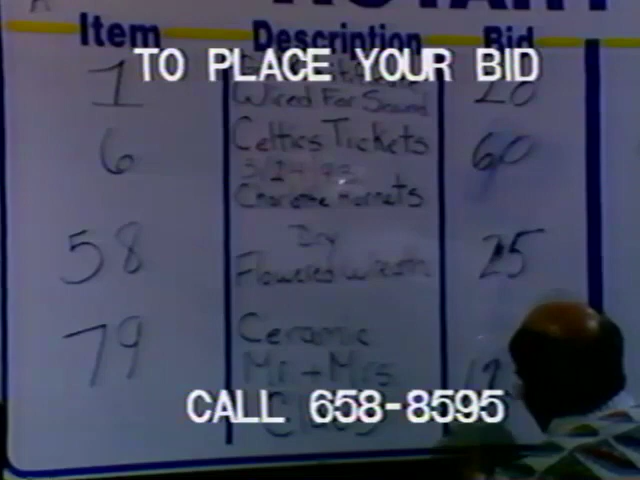 Item Description Bid
TO PLACE YOUR BID
1 Wired For Sound 20
6 Celtics Tickets 60
Charlotte Hornets
58 Dry 25
Flowered Wreath
79 Ceramic
Mr + Mrs
CALL 658-8595